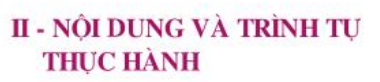 II - NỘI DUNG VÀ TRÌNH TỰ
THỰC HÀNH